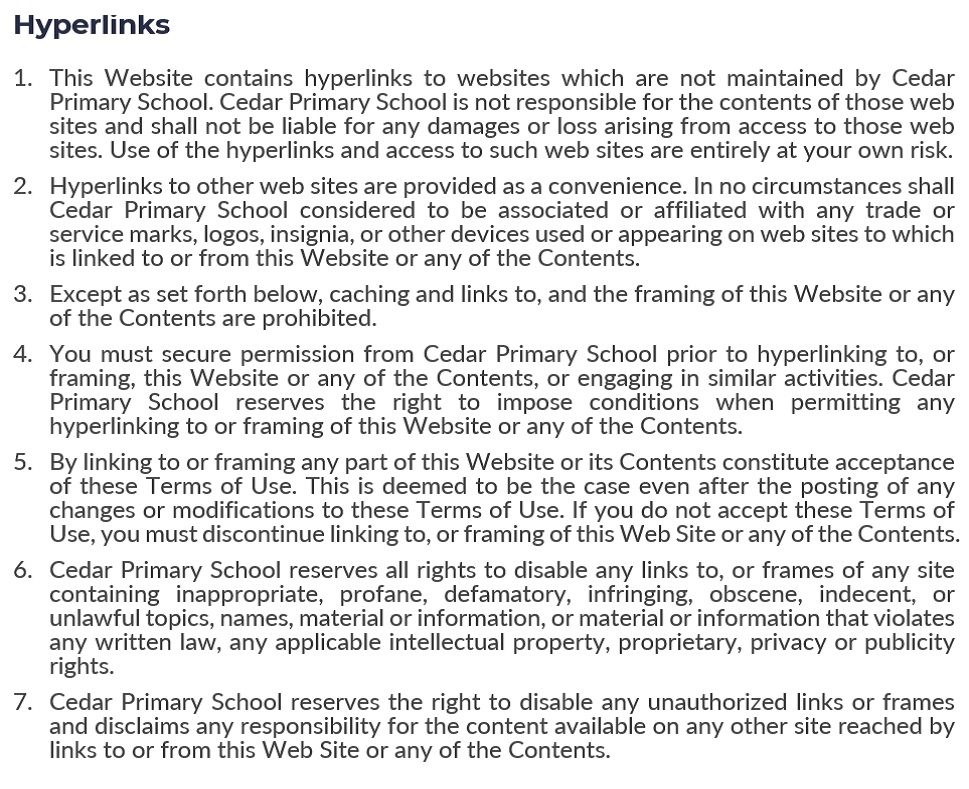 Hyperlinks
1. This Website contains hyperlinks to websites which are not maintained by Cedar
Primary School. Cedar Primary School is not responsible for the contents of those web
sites and shall not be liable for any damages or loss arising from access to those web
sites. Use of the hyperlinks and access to such web sites are entirely at your own risk.
2. Hyperlinks to other web sites are provided as a convenience. In no circumstances shall
Cedar Primary School considered to be associated or affiliated with any trade or
service marks, logos, insignia, or other devices used or appearing on web sites to which
is linked to or from this Website or any of the Contents.
3. Except as set forth below, caching and links to, and the framing of this Website or any
of the Contents are prohibited.
4. You must secure permission from Cedar Primary School prior to hyperlinking to, or
framing, this Website or any of the Contents, or engaging in similar activities. Cedar
Primary School reserves the right to impose conditions when permitting any
hyperlinking to or framing of this Website or any of the Contents.
5. By linking to or framing any part of this Website or its Contents constitute acceptance
of these Terms of Use. This is deemed to be the case even after the posting of any
changes or modifications to these Terms of Use. If you do not accept these Terms of
Use, you must discontinue linking to, or framing of this Web Site or any of the Contents.
6. Cedar Primary School reserves all rights to disable any links to, or frames of any site
containing inappropriate, profane, defamatory, infringing, obscene, indecent, or
unlawful topics, names, material or information, or material or information that violates
any written law, any applicable intellectual property, proprietary, privacy or publicity
rights.
7. Cedar Primary School reserves the right to disable any unauthorized links or frames
and disclaims any responsibility for the content available on any other site reached by
links to or from this Web Site or any of the Contents.